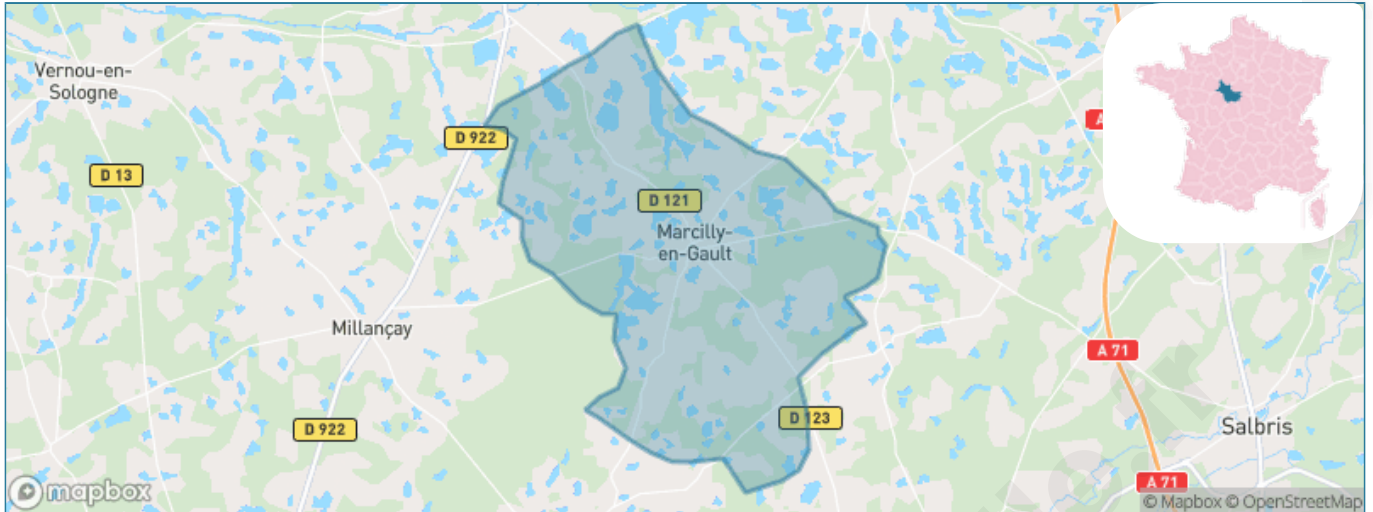 Vernou-en-
Sologne
D 922
A
D 13
D 121
Marcilly-
en-Gault
Millançay
A 71
D 922
D 123
Salbris
A 71
mapbox
© Mapbox © OpenStreetMap